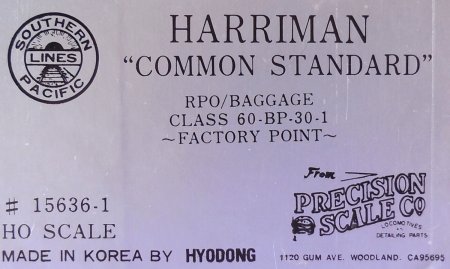 SOUTHERN
LINES
PACIFIC
HARRIMAN
“COMMON STANDARD”
RPO/BAGGAGE
CLASS 60-BP-30-1
~FACTORY POINT~
From
PRECISION
SCALE CO
LOCOMOTIVES
DETAILING PARTS
# 15636-1
HO SCALE
MADE IN KOREA BY HYODONG
1120 GUM AVE. WOODLAND. CA95695